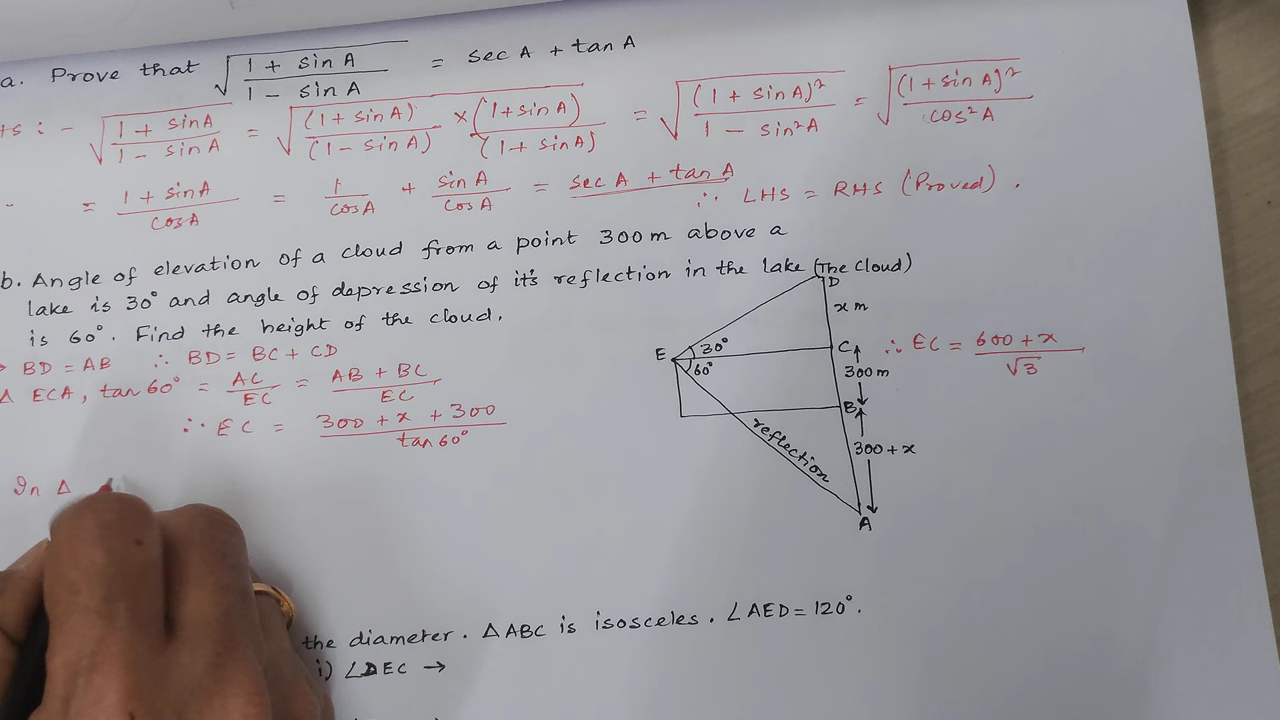 a. Prove that √(1 + sin A / 1 - sin A) = sec A + tan A
HS :- √(1 + sin A / 1 - sin A) = √((1 + sin A) / (1 - sin A) × (1 + sin A) / (1 + sin A)) = √((1 + sin A)² / 1 - sin²A) = √((1 + sin A)² / cos²A)
= 1 + sin A / cos A = 1 / cos A + sin A / cos A = sec A + tan A
∴ LHS = RHS (Proved).
b. Angle of elevation of a cloud from a point 300 m above a
lake is 30° and angle of depression of it's reflection in the lake
is 60°. Find the height of the cloud.
BD = AB ∴ BD = BC + CD
Δ ECA, tan 60° = AC / EC = AB + BC / EC
∴ EC = 300 + x + 300 / tan 60°
In Δ
(The Cloud)
D
x m
E 30° C
60° 300 m
B
reflection
300 + x
A
∴ EC = 600 + x / √3
the diameter. Δ ABC is isosceles. ∠AED = 120°.
i) ∠DEC →